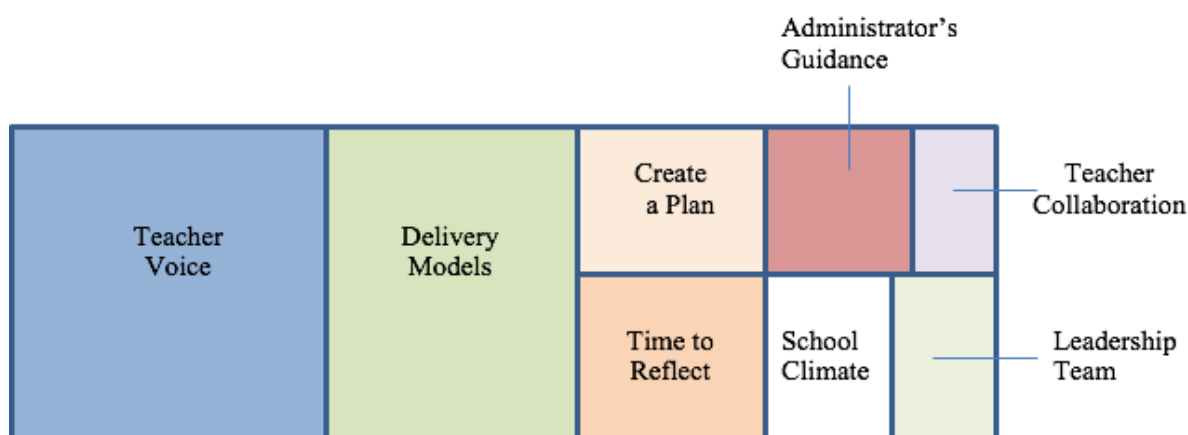 Administrator's
Guidance
Create
a Plan
Teacher
Collaboration
Teacher
Voice
Delivery
Models
Time to
Reflect
School
Climate
Leadership
Team